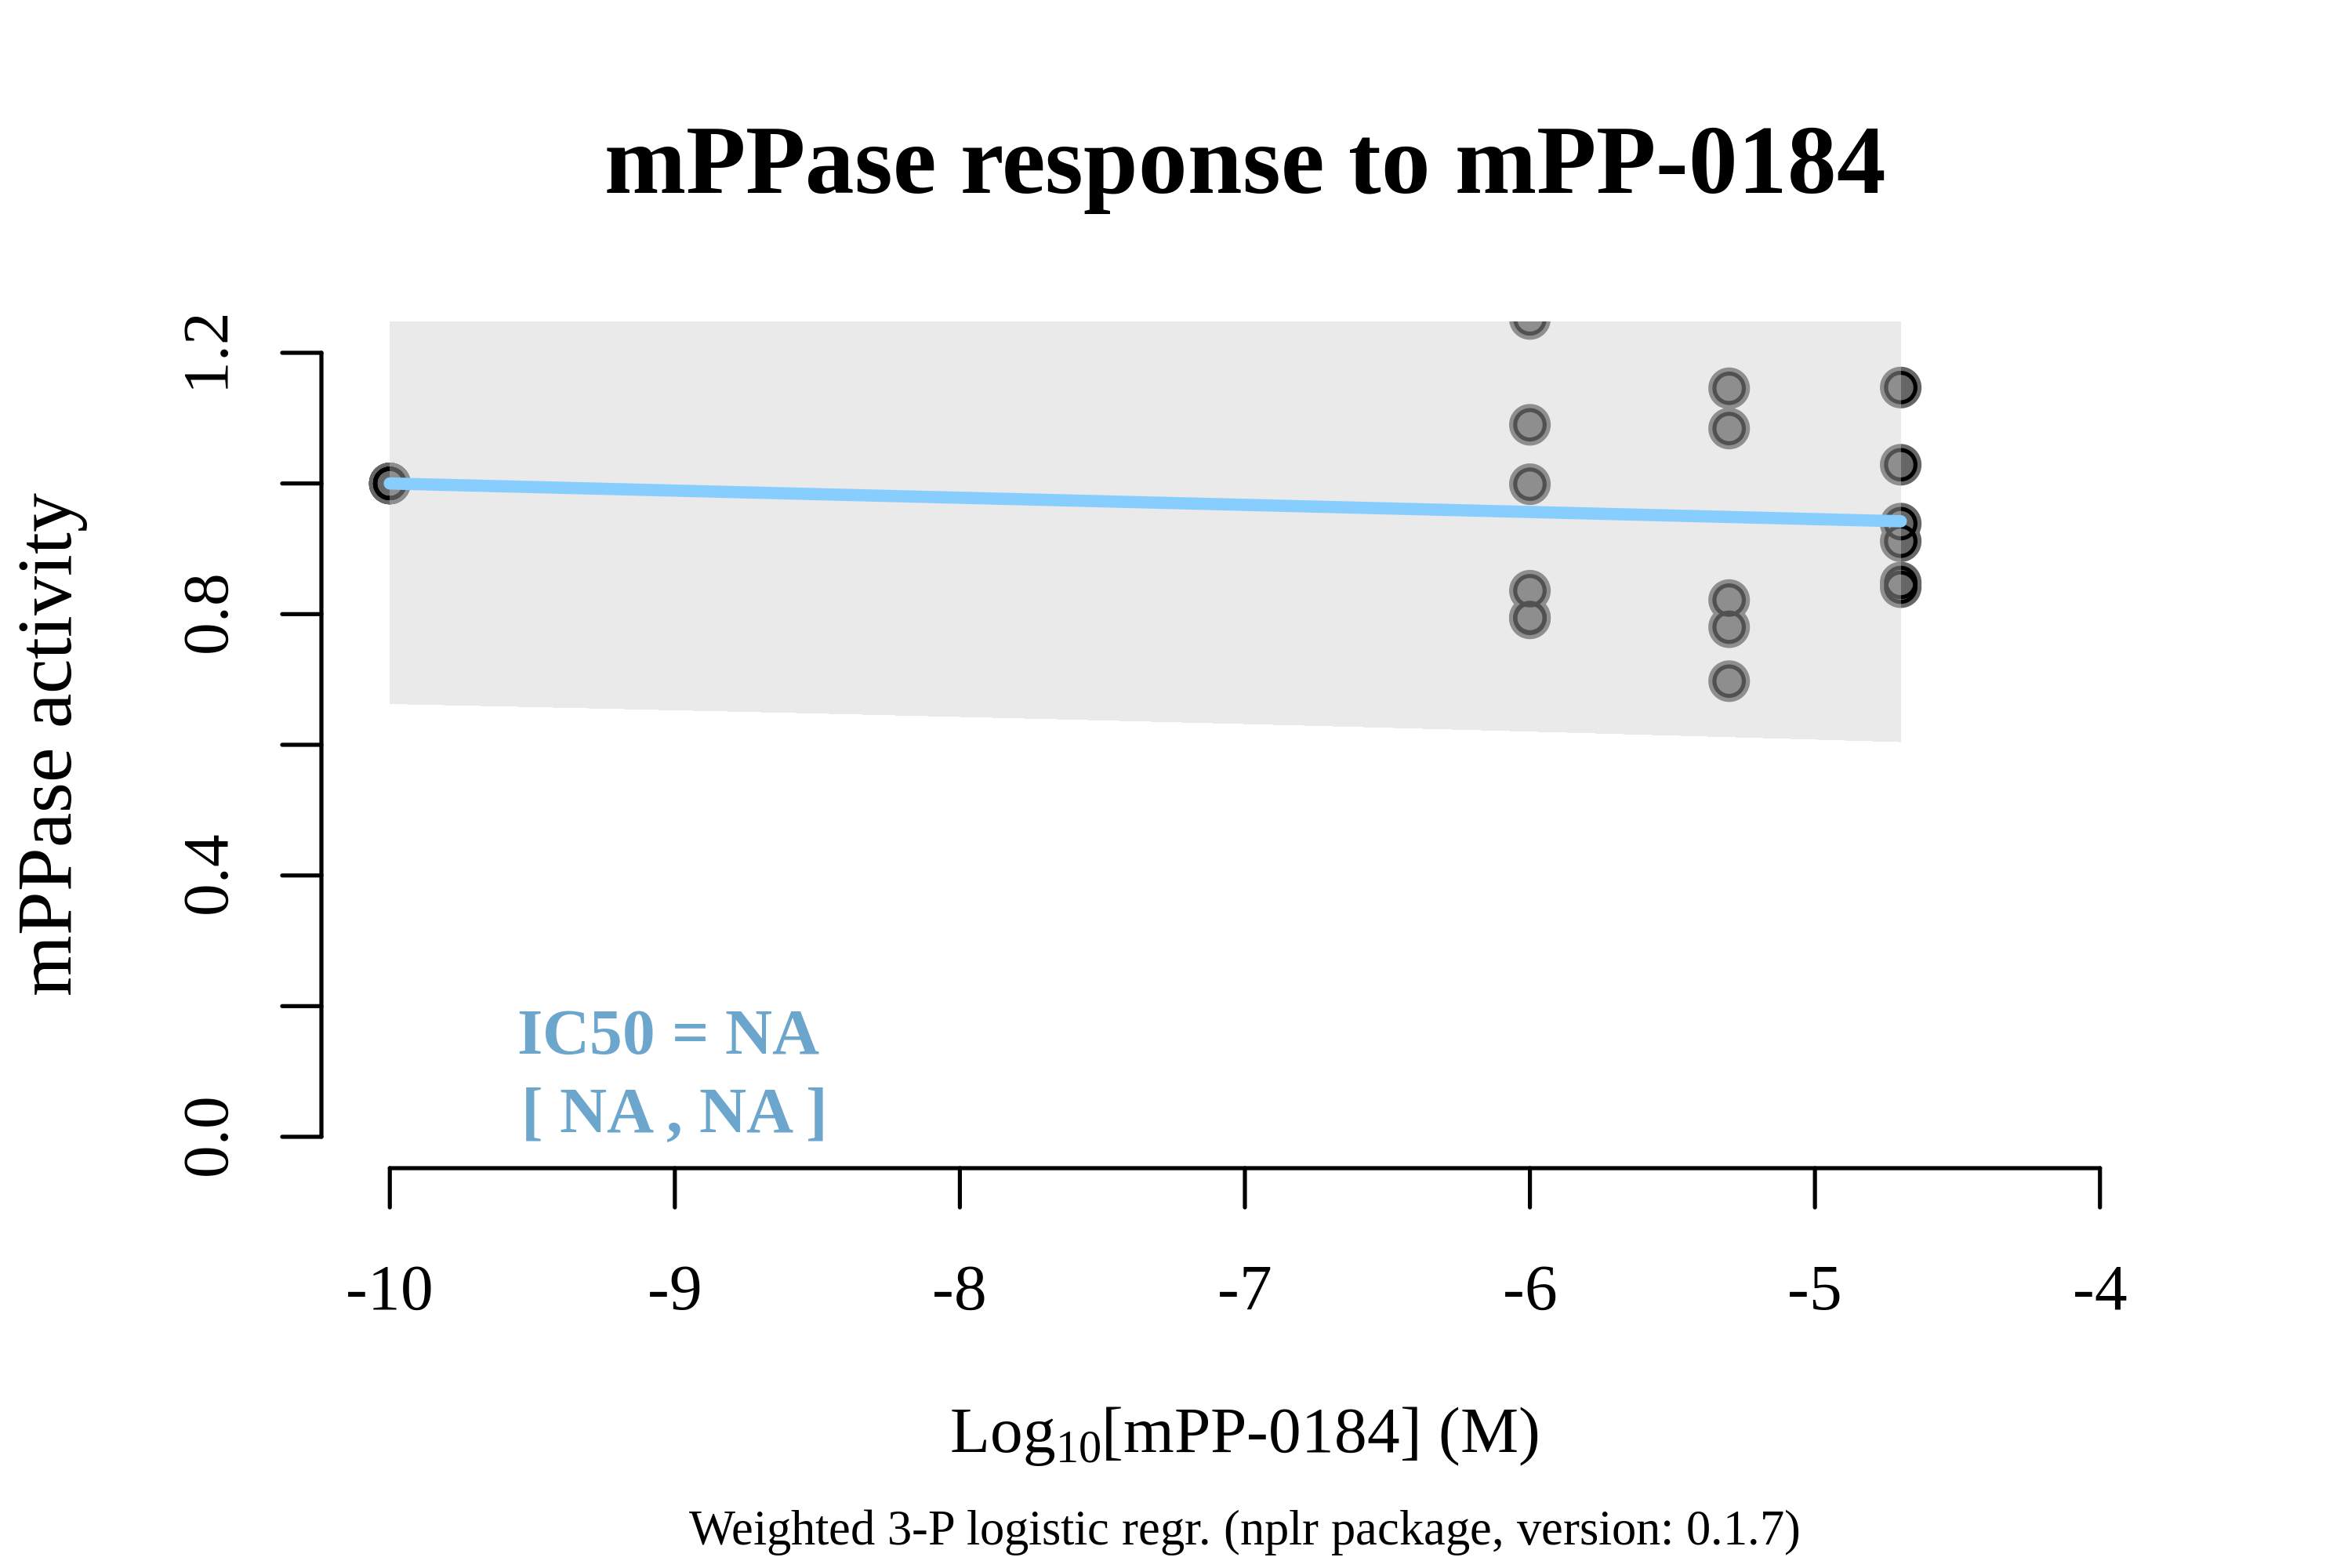 mPPase response to mPP-0184
mPPase activity
1.2
0.8
0.4
0.0
IC50 = NA
[ NA , NA ]
-10 -9 -8 -7 -6 -5 -4
Log10[mPP-0184] (M)
Weighted 3-P logistic regr. (nplr package, version: 0.1.7)